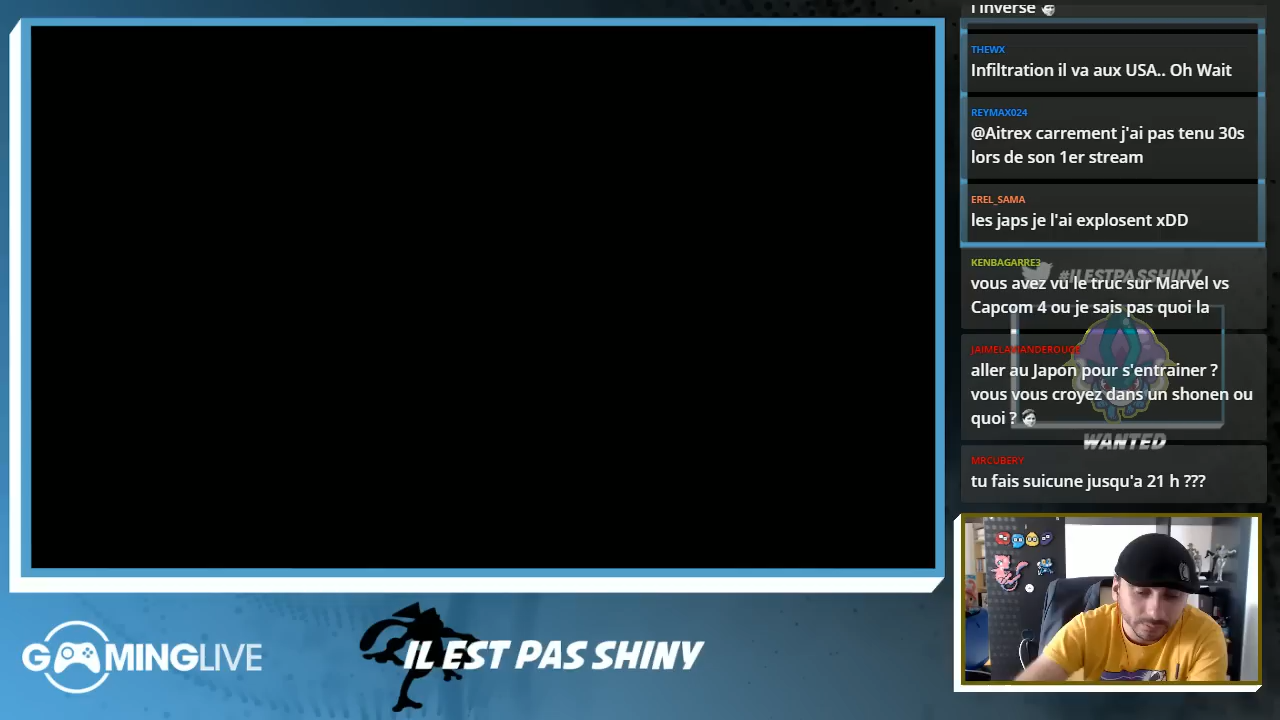 l'inverse
THEWX
Infiltration il va aux USA.. Oh Wait
REYMAX024
@Aitrex carrement j'ai pas tenu 30s
lors de son 1er stream
EREL_SAMA
les japs je l'ai explosent xDD
KENBAGARRE3
#ILESTPASSHINY
vous avez vu le truc sur Marvel vs
Capcom 4 ou je sais pas quoi la
JAIMELAVIANDEROUGE
aller au Japon pour s'entrainer ?
vous vous croyez dans un shonen ou
quoi ?
WANTED
MRCUBERY
tu fais suicune jusqu'a 21 h ???
GAMINGLIVE
IL EST PAS SHINY